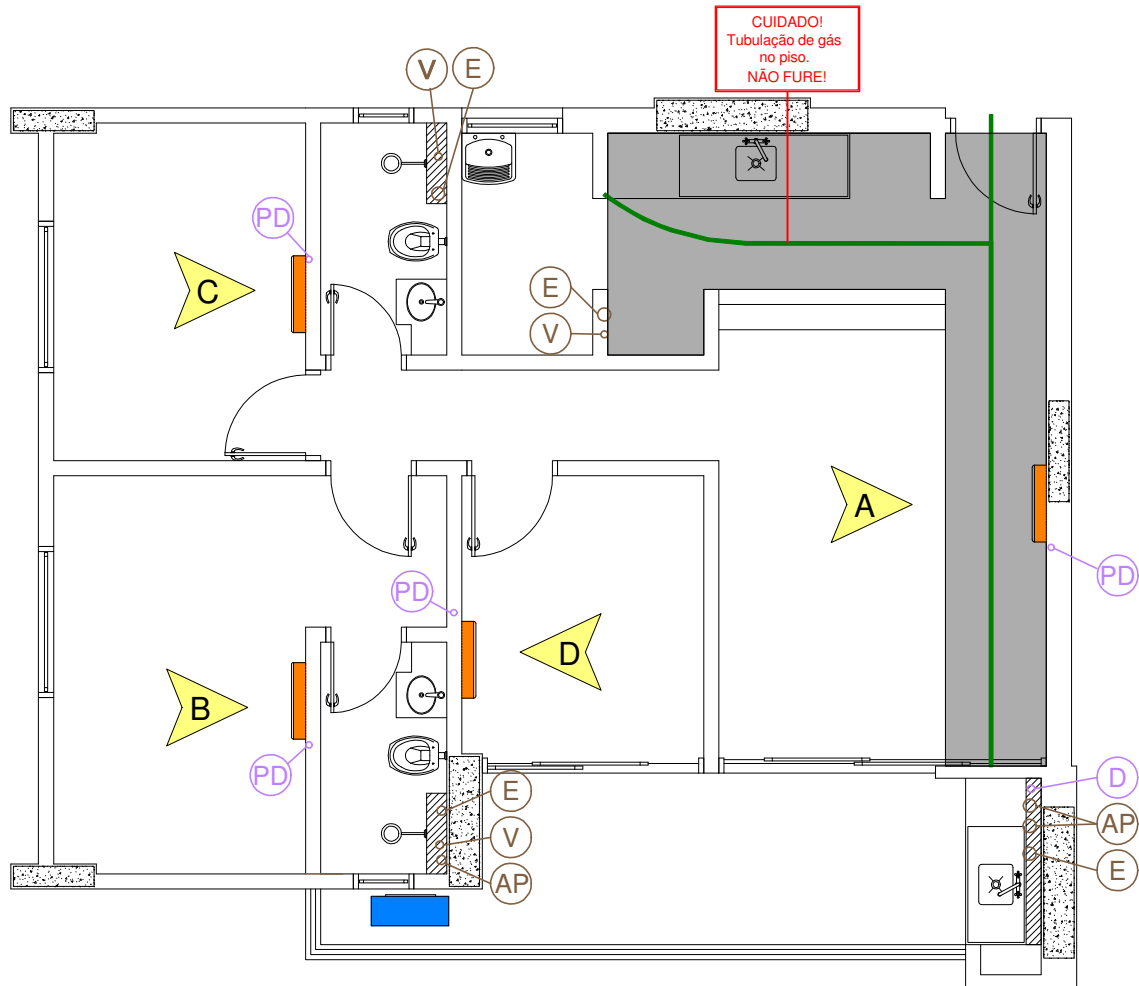 CUIDADO!
Tubulação de gás
no piso.
NÃO FURE!
V
E
PD
C
E
V
A
PD
PD
D
B
PD
E
V
AP
D
AP
E